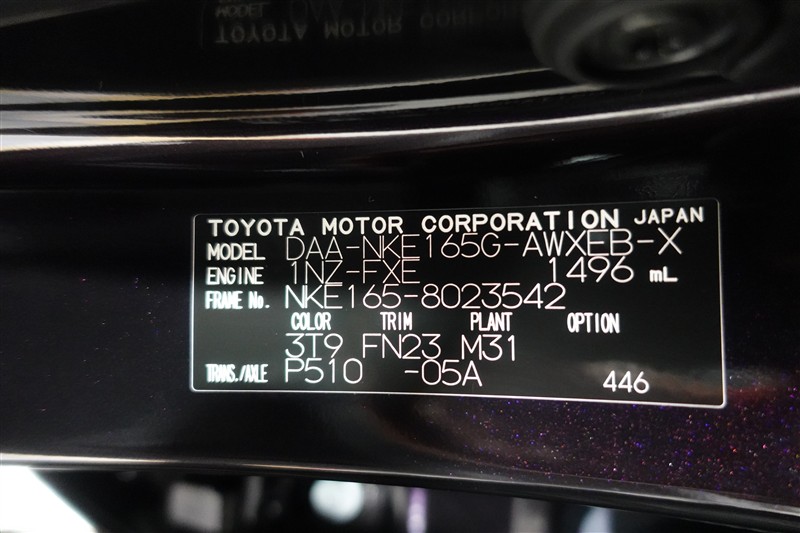 TOYOTA MOTOR CORPORATION JAPAN
MODEL DAA-NKE165G-AWXEB-X
ENGINE 1NZ-FXE 1496 mL
FRAME No. NKE165-8023542
COLOR TRIM PLANT OPTION
3T9 FN23 M31
TRANS./AXLE P510 -05A 446